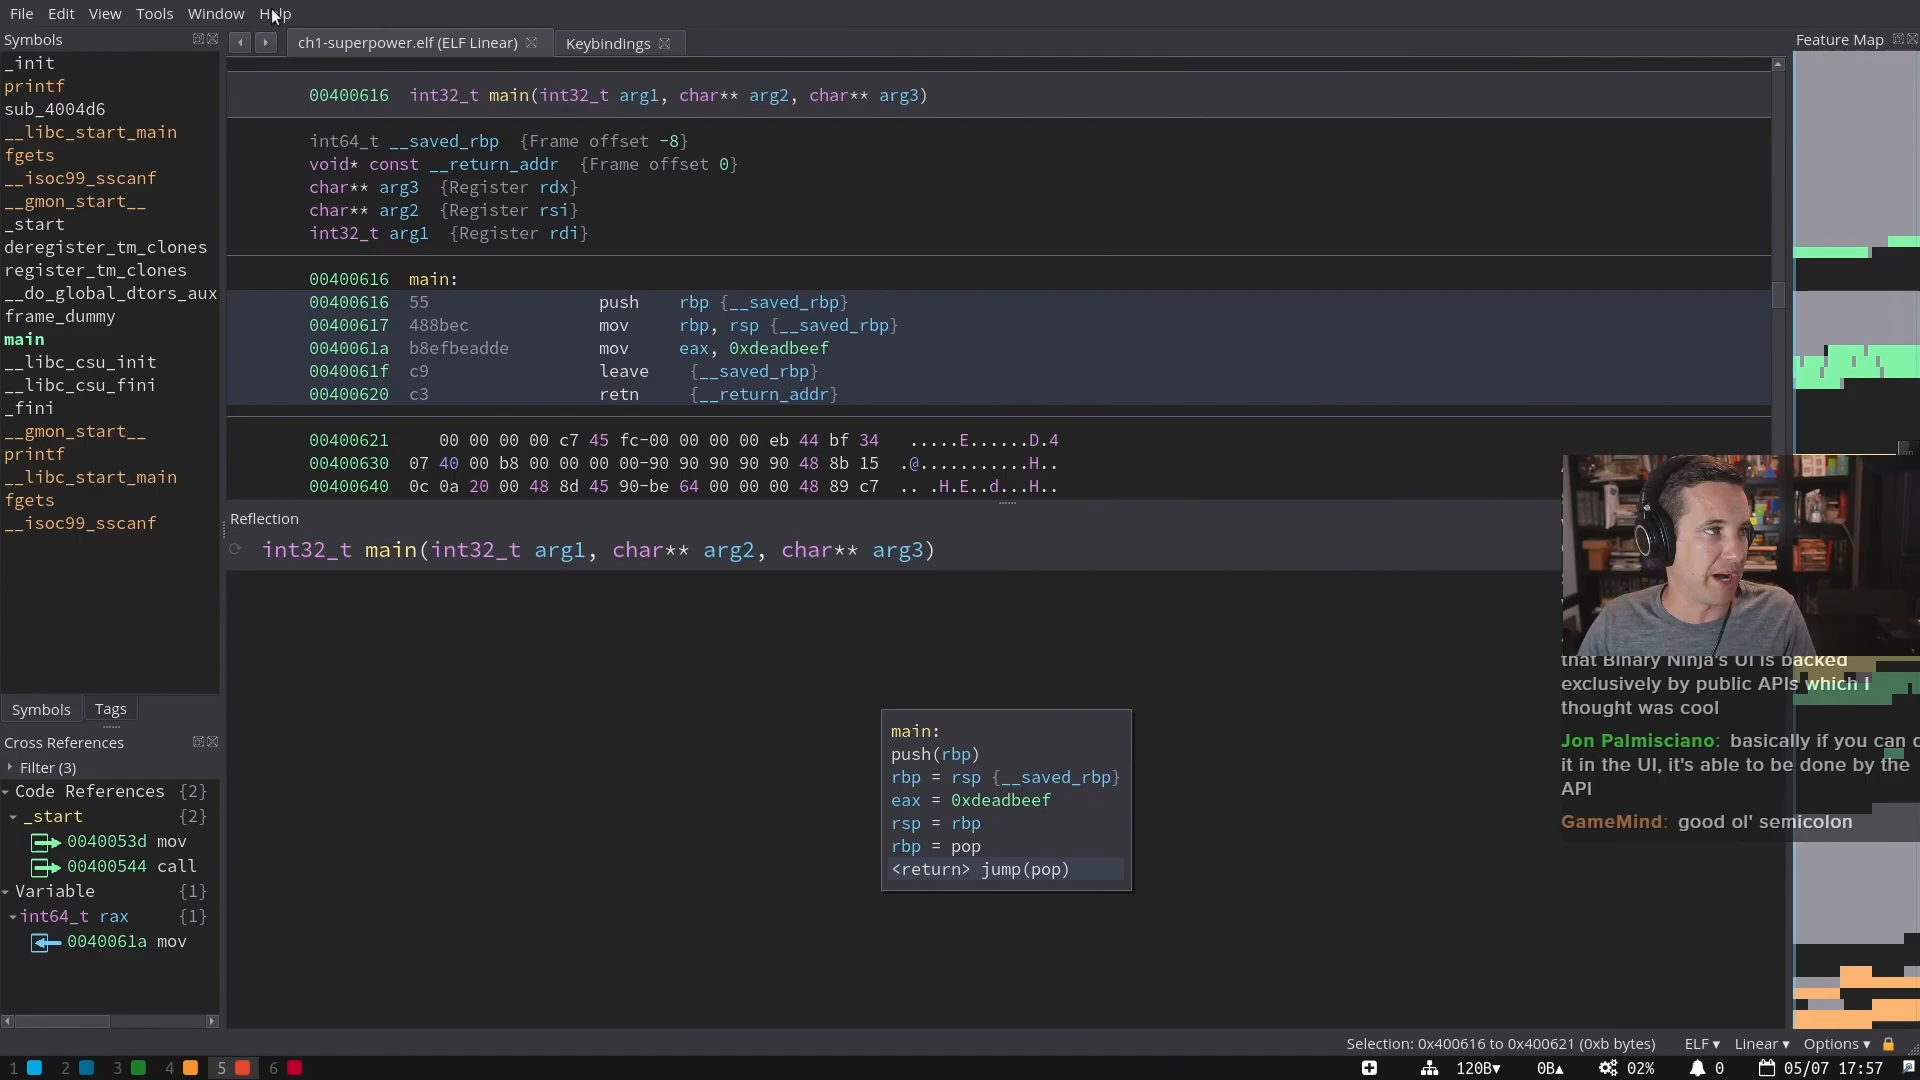 File Edit View Tools Window Help
Symbols
ch1-superpower.elf (ELF Linear)
Keybindings
Feature Map
_init
printf
sub_4004d6
__libc_start_main
fgets
__isoc99_sscanf
__gmon_start__
_start
deregister_tm_clones
register_tm_clones
__do_global_dtors_aux
frame_dummy
main
__libc_csu_init
__libc_csu_fini
_fini
__gmon_start__
printf
__libc_start_main
fgets
__isoc99_sscanf
Symbols Tags
Cross References
Filter (3)
Code References {2}
_start {2}
0040053d mov
00400544 call
Variable {1}
int64_t rax {1}
0040061a mov
00400616 int32_t main(int32_t arg1, char** arg2, char** arg3)
int64_t __saved_rbp {Frame offset -8}
void* const __return_addr {Frame offset 0}
char** arg3 {Register rdx}
char** arg2 {Register rsi}
int32_t arg1 {Register rdi}
00400616 main:
00400616 55 push rbp {__saved_rbp}
00400617 488bec mov rbp, rsp {__saved_rbp}
0040061a b8efbeadde mov eax, 0xdeadbeef
0040061f c9 leave {__saved_rbp}
00400620 c3 retn {__return_addr}
00400621 00 00 00 00 c7 45 fc-00 00 00 00 eb 44 bf 34 .....E......D.4
00400630 07 40 00 b8 00 00 00 00-90 90 90 90 90 48 8b 15 .@...........H..
00400640 0c 0a 20 00 48 8d 45 90-be 64 00 00 00 48 89 c7 .. .H.E..d...H..
Reflection
int32_t main(int32_t arg1, char** arg2, char** arg3)
main:
push(rbp)
rbp = rsp {__saved_rbp}
eax = 0xdeadbeef
rsp = rbp
rbp = pop
<return> jump(pop)
that Binary Ninja's UI is backed
exclusively by public APIs which I
thought was cool
Jon Palmisciano: basically if you can
it in the UI, it's able to be done by the
API
GameMind: good ol' semicolon
Selection: 0x400616 to 0x400621 (0xb bytes) ELF▾ Linear▾ Options▾
1 2 3 4 5 6 120B▾ 0B▴ 02% 0 05/07 17:57